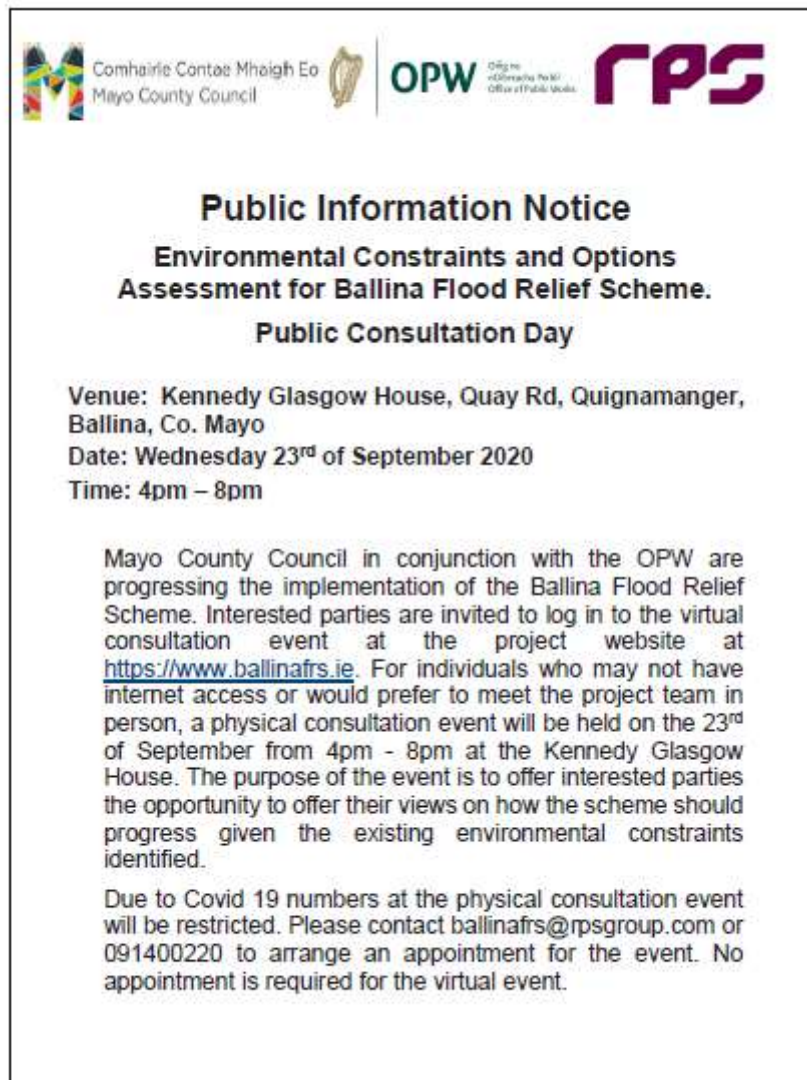 Comhairle Contae Mhaigh Eo
Mayo County Council
OPW
Oifig na
nOibreacha Poiblí
Office of Public Works
rps
Public Information Notice
Environmental Constraints and Options
Assessment for Ballina Flood Relief Scheme.
Public Consultation Day
Venue: Kennedy Glasgow House, Quay Rd, Quignamanger,
Ballina, Co. Mayo
Date: Wednesday 23rd of September 2020
Time: 4pm – 8pm
Mayo County Council in conjunction with the OPW are
progressing the implementation of the Ballina Flood Relief
Scheme. Interested parties are invited to log in to the virtual
consultation event at the project website at
https://www.ballinafrs.ie. For individuals who may not have
internet access or would prefer to meet the project team in
person, a physical consultation event will be held on the 23rd
of September from 4pm - 8pm at the Kennedy Glasgow
House. The purpose of the event is to offer interested parties
the opportunity to offer their views on how the scheme should
progress given the existing environmental constraints
identified.
Due to Covid 19 numbers at the physical consultation event
will be restricted. Please contact ballinafrs@rpsgroup.com or
091400220 to arrange an appointment for the event. No
appointment is required for the virtual event.